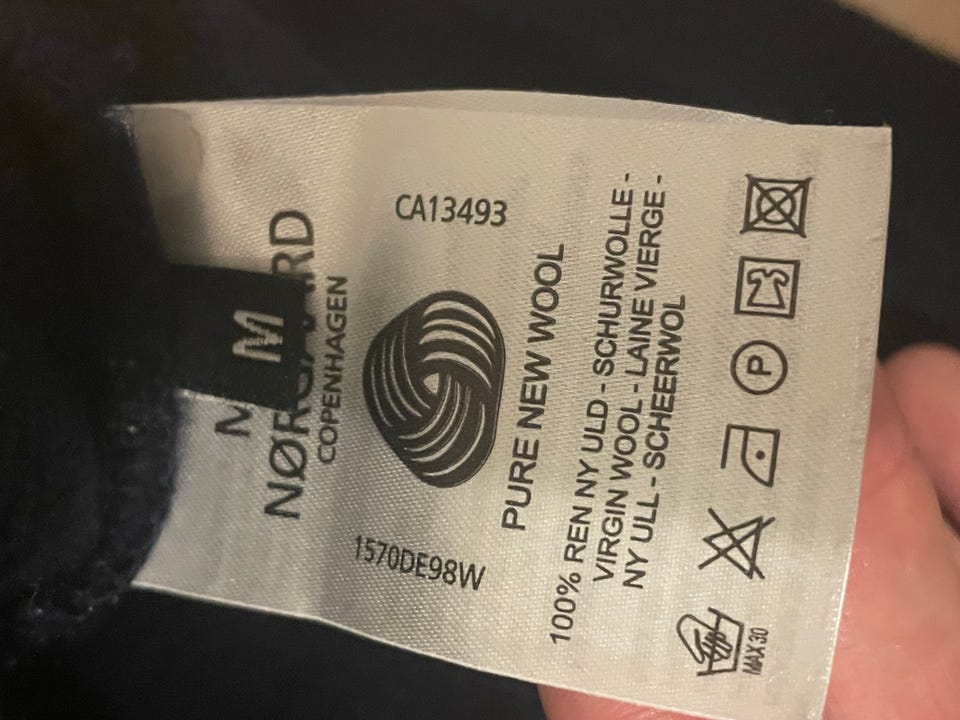 M
NØRGAARD
COPENHAGEN
1570DE98W
CA13493
PURE NEW WOOL
100% REN NY ULD - SCHURWOLLE -
VIRGIN WOOL - LAINE VIERGE -
NY ULL - SCHEERWOL
P
MAX 30